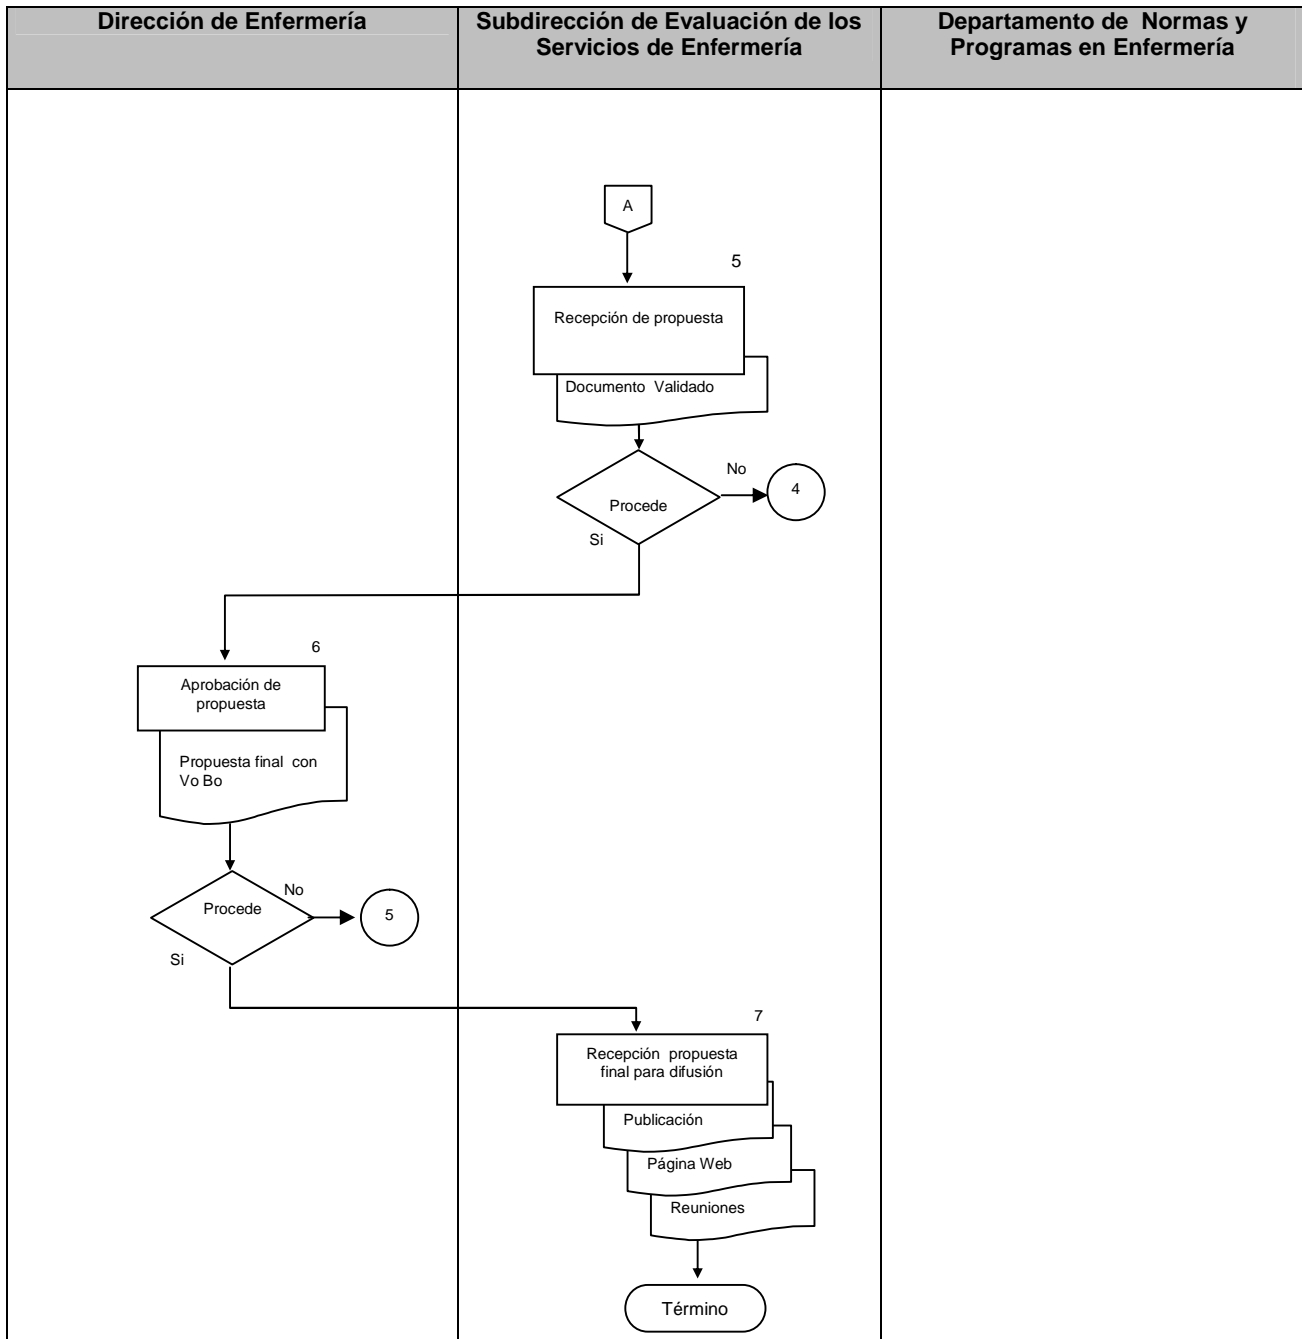 Dirección de Enfermería
Subdirección de Evaluación de los
Servicios de Enfermería
Departamento de Normas y
Programas en Enfermería
A
5
Recepción de propuesta
Documento Validado
Procede
No
4
Si
6
Aprobación de
propuesta
Propuesta final con
Vo Bo
Procede
No
5
Si
7
Recepción propuesta
final para difusión
Publicación
Página Web
Reuniones
Término